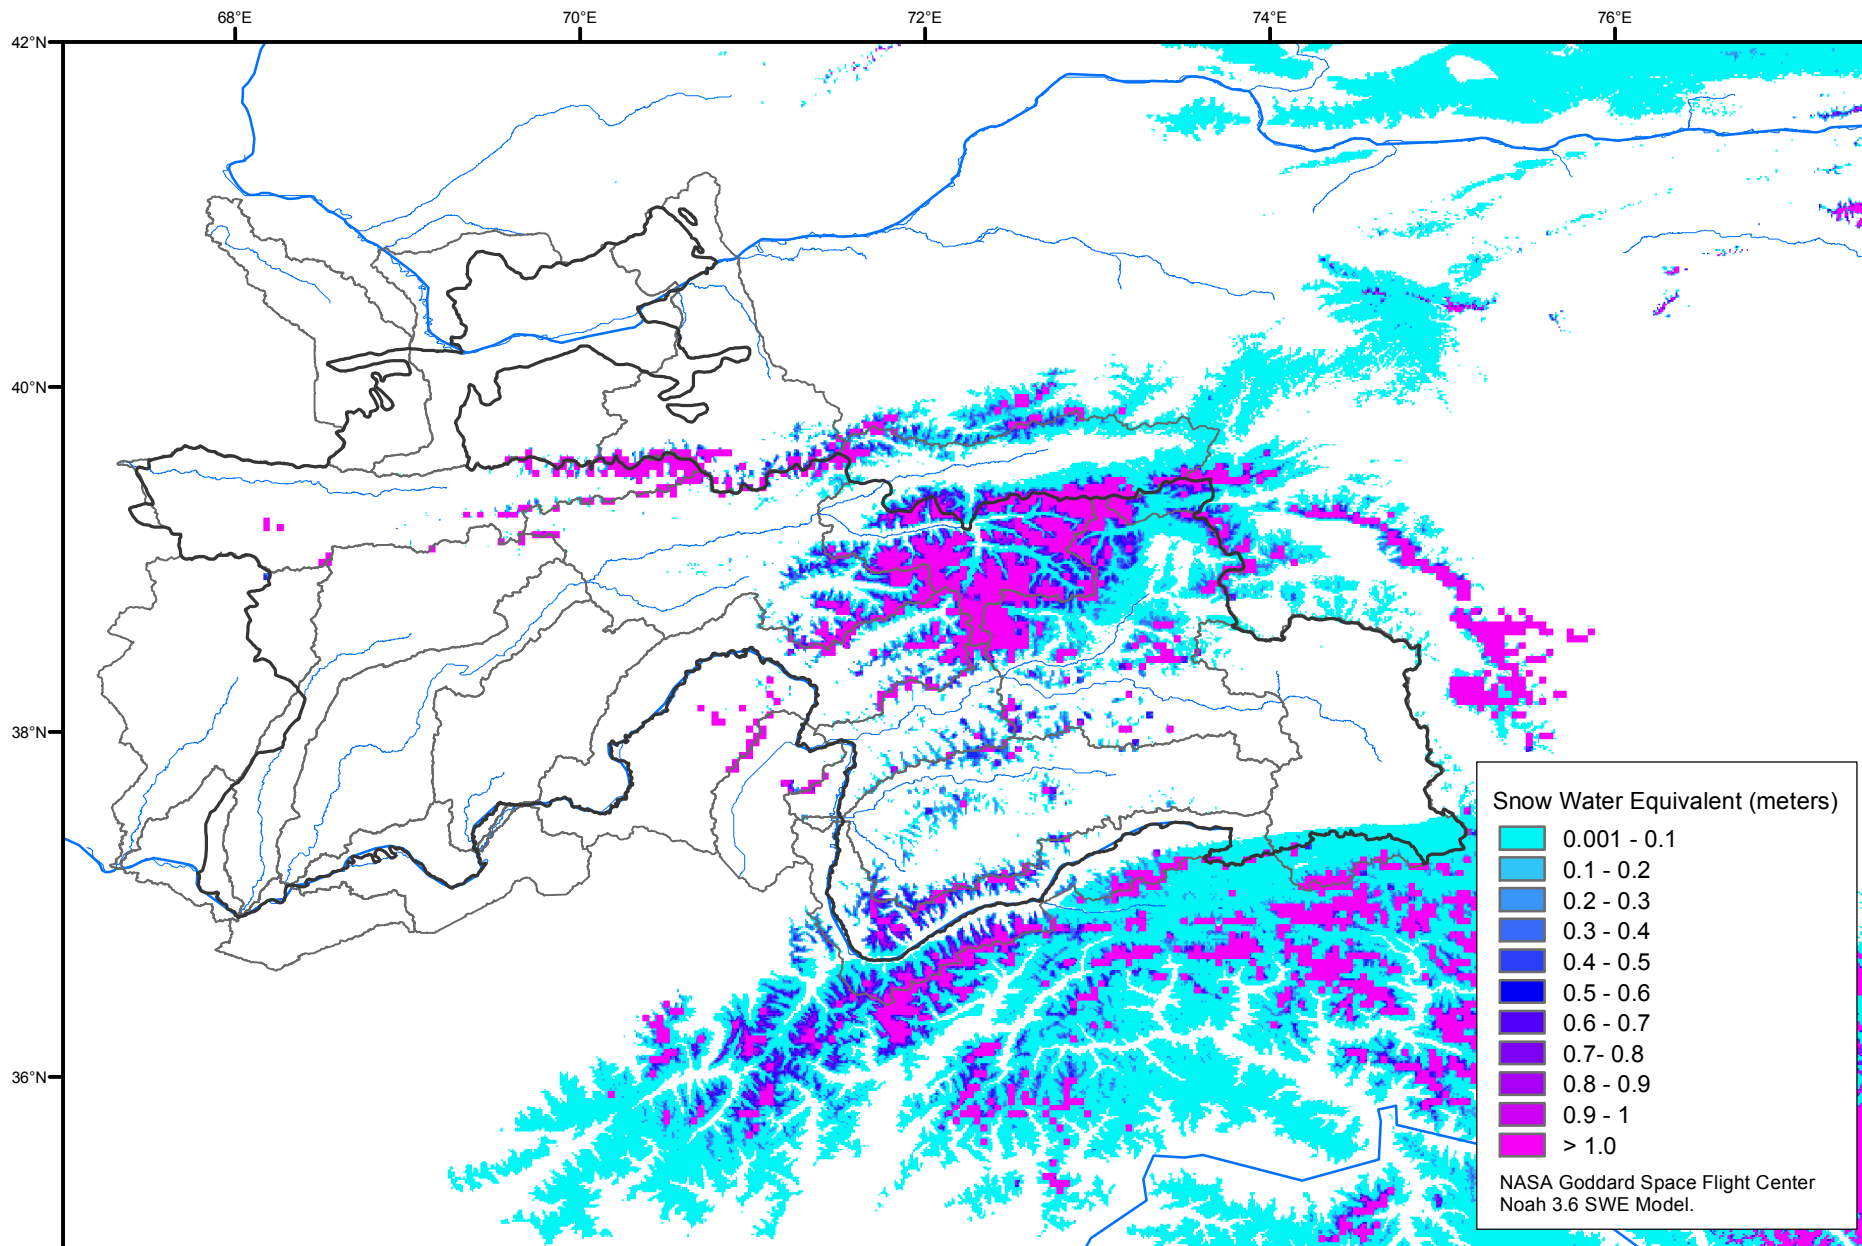 68°E 70°E 72°E 74°E 76°E
42°N
40°N
38°N
36°N
Snow Water Equivalent (meters)
0.001 - 0.1
0.1 - 0.2
0.2 - 0.3
0.3 - 0.4
0.4 - 0.5
0.5 - 0.6
0.6 - 0.7
0.7- 0.8
0.8 - 0.9
0.9 - 1
> 1.0
NASA Goddard Space Flight Center
Noah 3.6 SWE Model.